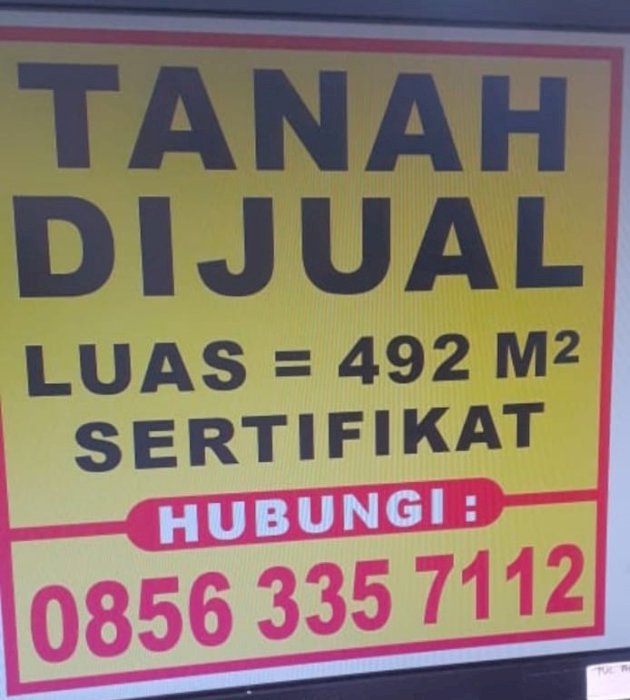 TANAH
DIJUAL
LUAS = 492 M²
SERTIFIKAT
HUBUNGI :
0856 335 7112